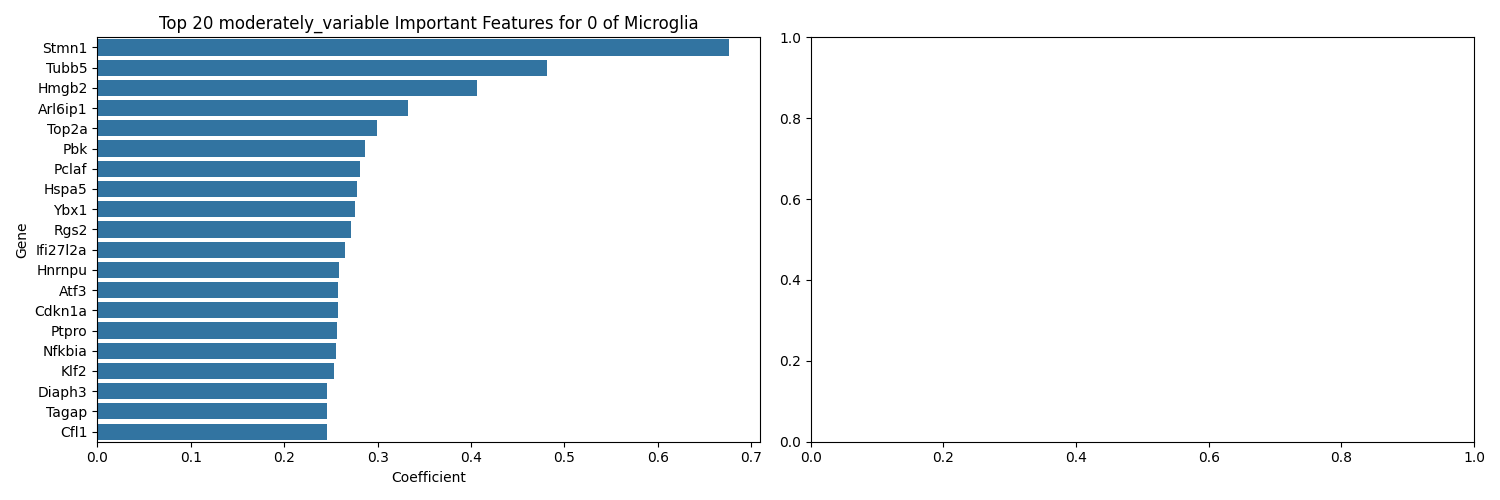 Top 20 moderately_variable Important Features for 0 of Microglia
Gene
Stmn1
Tubb5
Hmgb2
Arl6ip1
Top2a
Pbk
Pclaf
Hspa5
Ybx1
Rgs2
Ifi27l2a
Hnrnpu
Atf3
Cdkn1a
Ptpro
Nfkbia
Klf2
Diaph3
Tagap
Cfl1
0.0 0.1 0.2 0.3 0.4 0.5 0.6 0.7
Coefficient
1.0
0.8
0.6
0.4
0.2
0.0
0.0 0.2 0.4 0.6 0.8 1.0